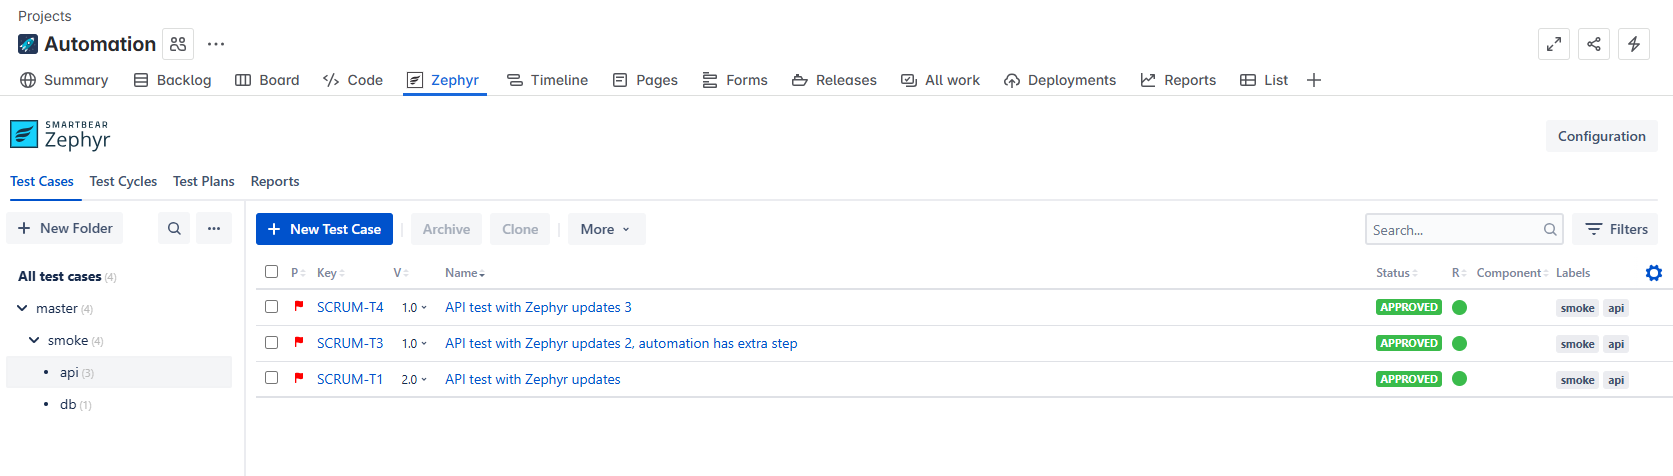 Projects
Automation
Summary Backlog Board Code Zephyr Timeline Pages Forms Releases All work Deployments Reports List
SMARTBEAR
Zephyr
Configuration
Test Cases Test Cycles Test Plans Reports
New Folder
New Test Case Archive Clone More Search... Filters
All test cases (4)
P Key V Name Status R Component Labels
master (4)
SCRUM-T4 1.0 API test with Zephyr updates 3 APPROVED smoke api
smoke (4)
SCRUM-T3 1.0 API test with Zephyr updates 2, automation has extra step APPROVED smoke api
api (3)
SCRUM-T1 2.0 API test with Zephyr updates APPROVED smoke api
db (1)